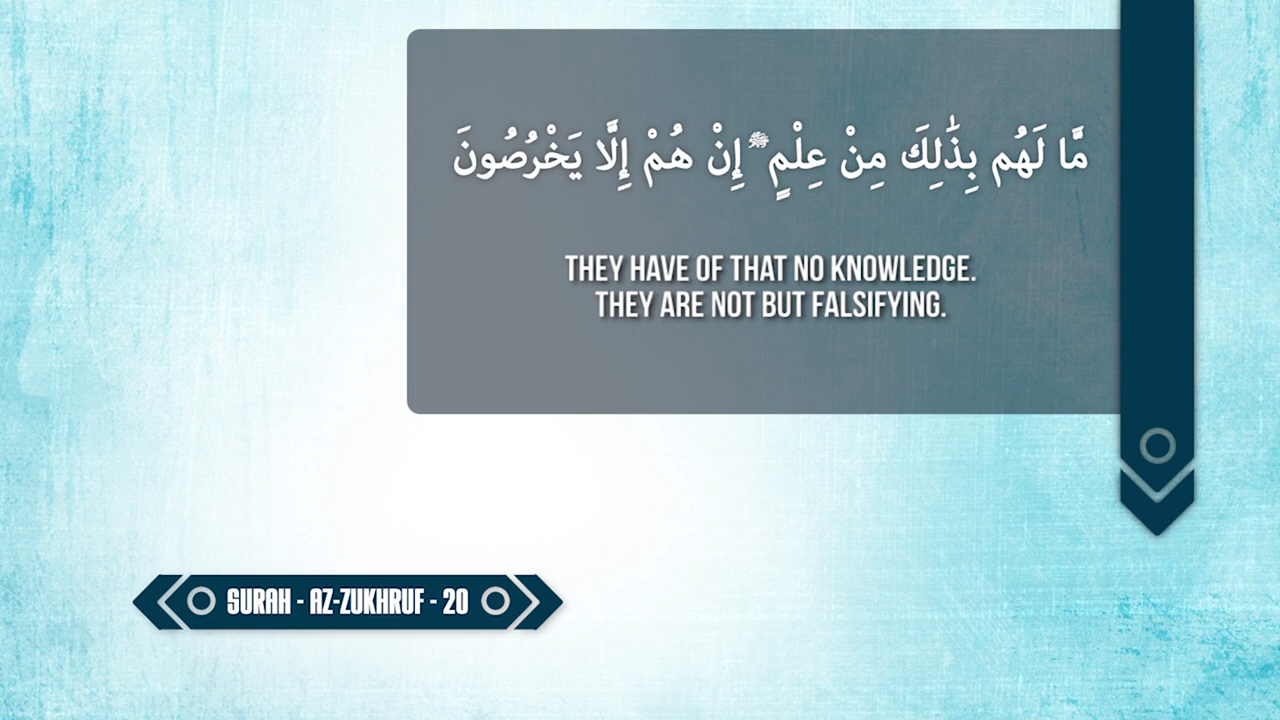 مَّا لَهُم بِذَٰلِكَ مِنْ عِلْمٍ ۖ إِنْ هُمْ إِلَّا يَخْرُصُونَ
THEY HAVE OF THAT NO KNOWLEDGE.
THEY ARE NOT BUT FALSIFYING.
SURAH - AZ-ZUKHRUF - 20